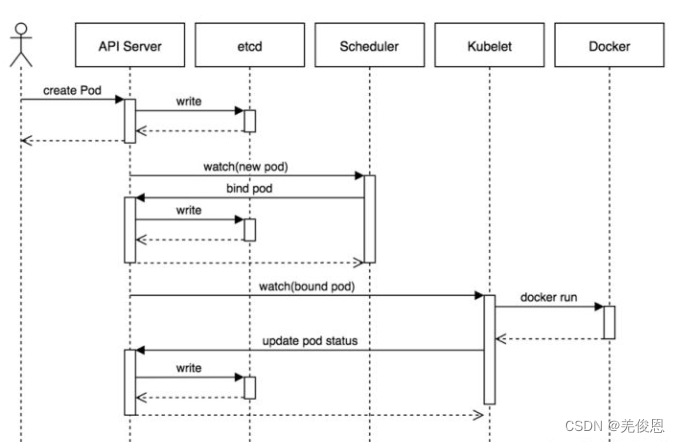 API Server
etcd
Scheduler
Kubelet
Docker
create Pod
write
watch(new pod)
bind pod
write
watch(bound pod)
docker run
update pod status
write
CSDN @羌俊恩